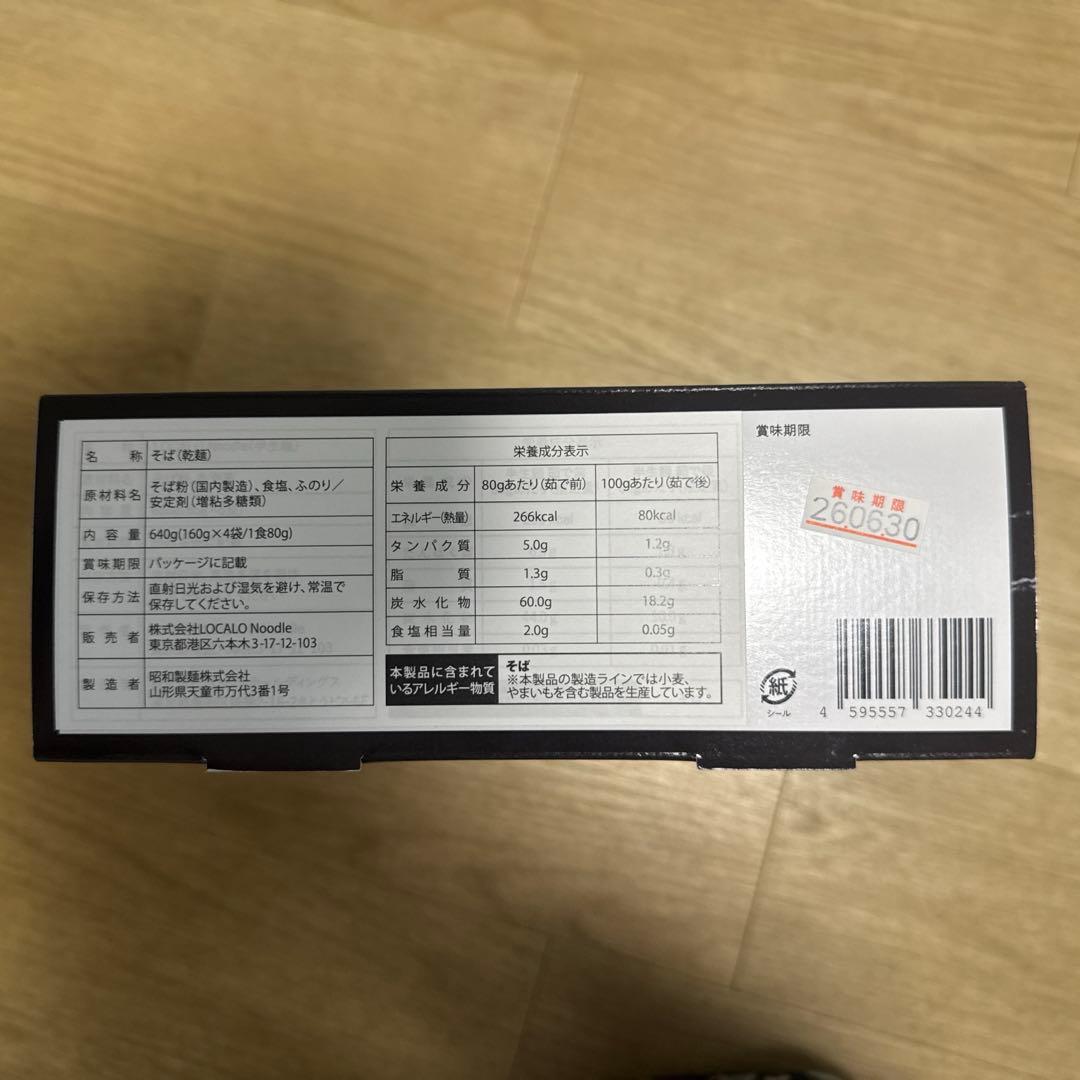 名称 そば(乾麺)
原材料名 そば粉(国内製造)、食塩、ふのり／
安定剤(増粘多糖類)
内容量 640g(160g×4袋/1食80g)
賞味期限 パッケージに記載
保存方法 直射日光および湿気を避け、常温で
保存してください。
販売者 株式会社LOCALO Noodle
東京都港区六本木3-17-12-103
製造者 昭和製麺株式会社
山形県天童市万代3番1号
栄養成分表示
栄養成分 80gあたり(茹で前) 100gあたり(茹で後)
エネルギー(熱量) 266kcal 80kcal
タンパク質 5.0g 1.2g
脂質 1.3g 0.3g
炭水化物 60.0g 18.2g
食塩相当量 2.0g 0.05g
本製品に含まれて
いるアレルギー物質
そば
※本製品の製造ラインでは小麦、
やまいもを含む製品を生産しています。
賞味期限
賞味期限
26.06.30
紙
シール
4 595557 330244